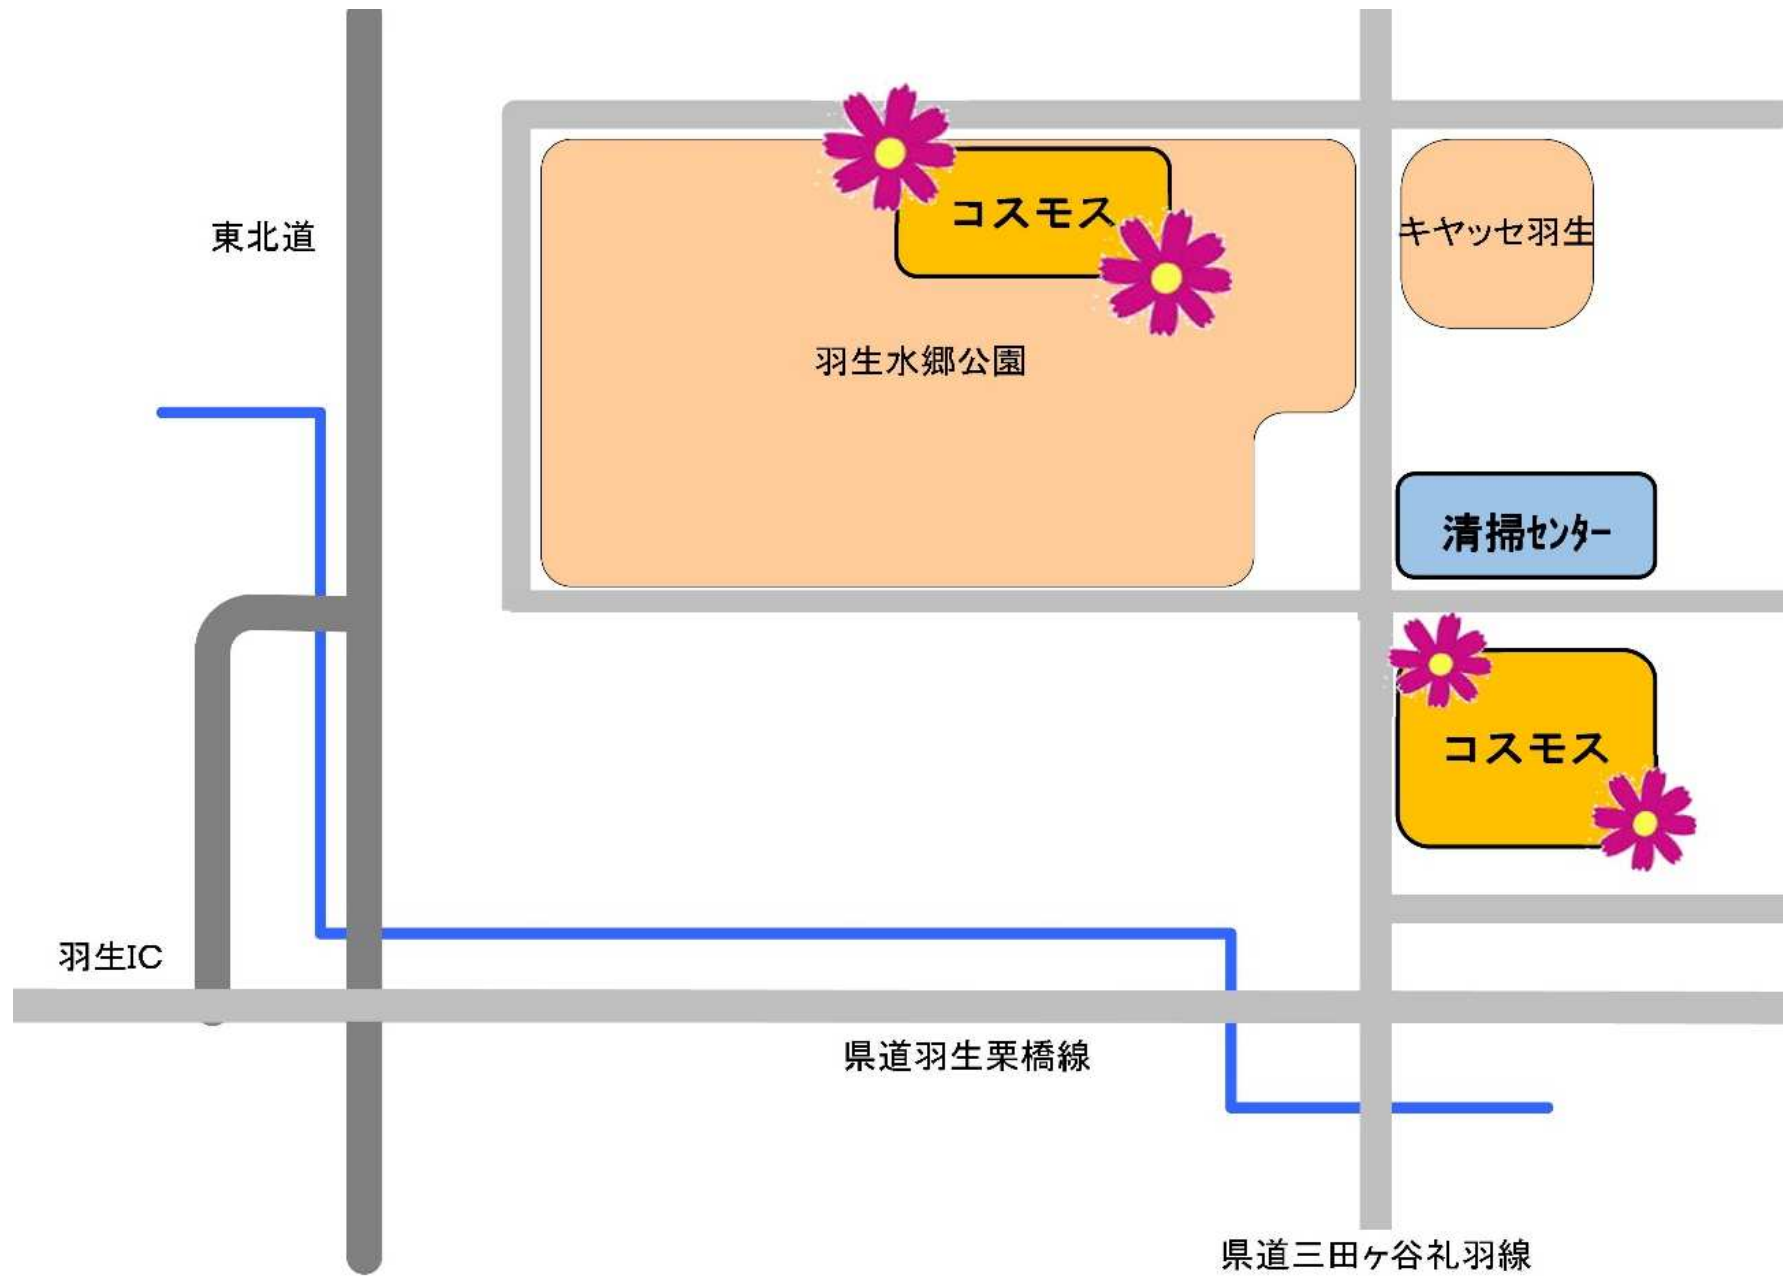 コスモス
東北道
キヤッセ羽生
羽生水郷公園
清掃センター
コスモス
羽生IC
県道羽生栗橋線
県道三田ヶ谷礼羽線